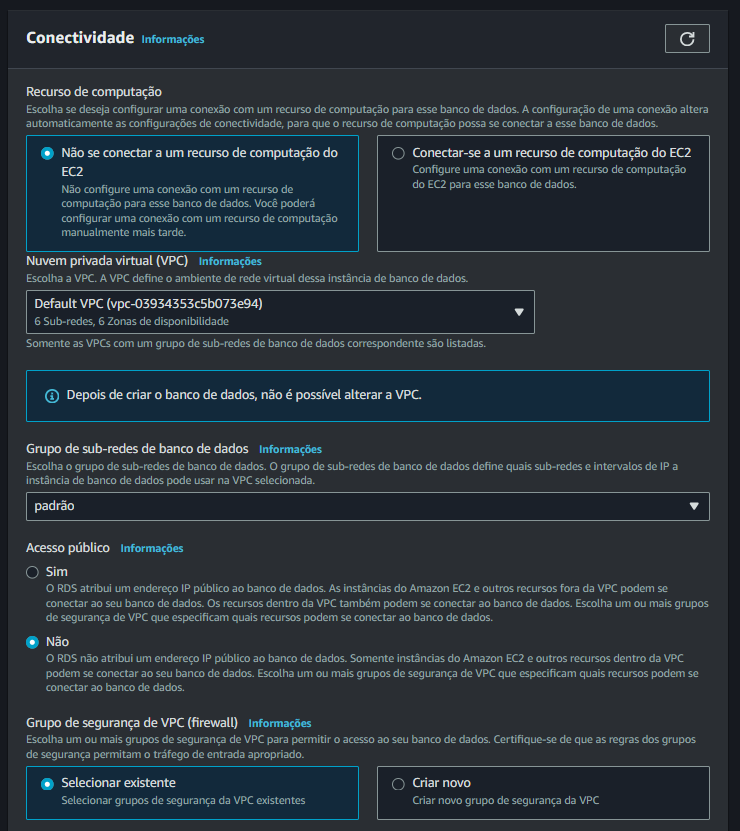 Conectividade Informações
Recurso de computação
Escolha se deseja configurar uma conexão com um recurso de computação para esse banco de dados. A configuração de uma conexão altera
automaticamente as configurações de conectividade, para que o recurso de computação possa se conectar a esse banco de dados.
Não se conectar a um recurso de computação do
EC2
Não configure uma conexão com um recurso de
computação para esse banco de dados. Você poderá
configurar uma conexão com um recurso de computação
manualmente mais tarde.
Conectar-se a um recurso de computação do EC2
Configure uma conexão com um recurso de computação
do EC2 para esse banco de dados.
Nuvem privada virtual (VPC) Informações
Escolha a VPC. A VPC define o ambiente de rede virtual dessa instância de banco de dados.
Default VPC (vpc-03934353c5b073e94)
6 Sub-redes, 6 Zonas de disponibilidade
Somente as VPCs com um grupo de sub-redes de banco de dados correspondente são listadas.
Depois de criar o banco de dados, não é possível alterar a VPC.
Grupo de sub-redes de banco de dados Informações
Escolha o grupo de sub-redes de banco de dados. O grupo de sub-redes de banco de dados define quais sub-redes e intervalos de IP a
instância de banco de dados pode usar na VPC selecionada.
padrão
Acesso público Informações
Sim
O RDS atribui um endereço IP público ao banco de dados. As instâncias do Amazon EC2 e outros recursos fora da VPC podem se
conectar ao seu banco de dados. Os recursos dentro da VPC também podem se conectar ao banco de dados. Escolha um ou mais grupos
de segurança de VPC que especificam quais recursos podem se conectar ao banco de dados.
Não
O RDS não atribui um endereço IP público ao banco de dados. Somente instâncias do Amazon EC2 e outros recursos dentro da VPC
podem se conectar ao seu banco de dados. Escolha um ou mais grupos de segurança de VPC que especificam quais recursos podem se
conectar ao banco de dados.
Grupo de segurança de VPC (firewall) Informações
Escolha um ou mais grupos de segurança de VPC para permitir o acesso ao seu banco de dados. Certifique-se de que as regras dos grupos
de segurança permitam o tráfego de entrada apropriado.
Selecionar existente
Selecionar grupos de segurança da VPC existentes
Criar novo
Criar novo grupo de segurança da VPC